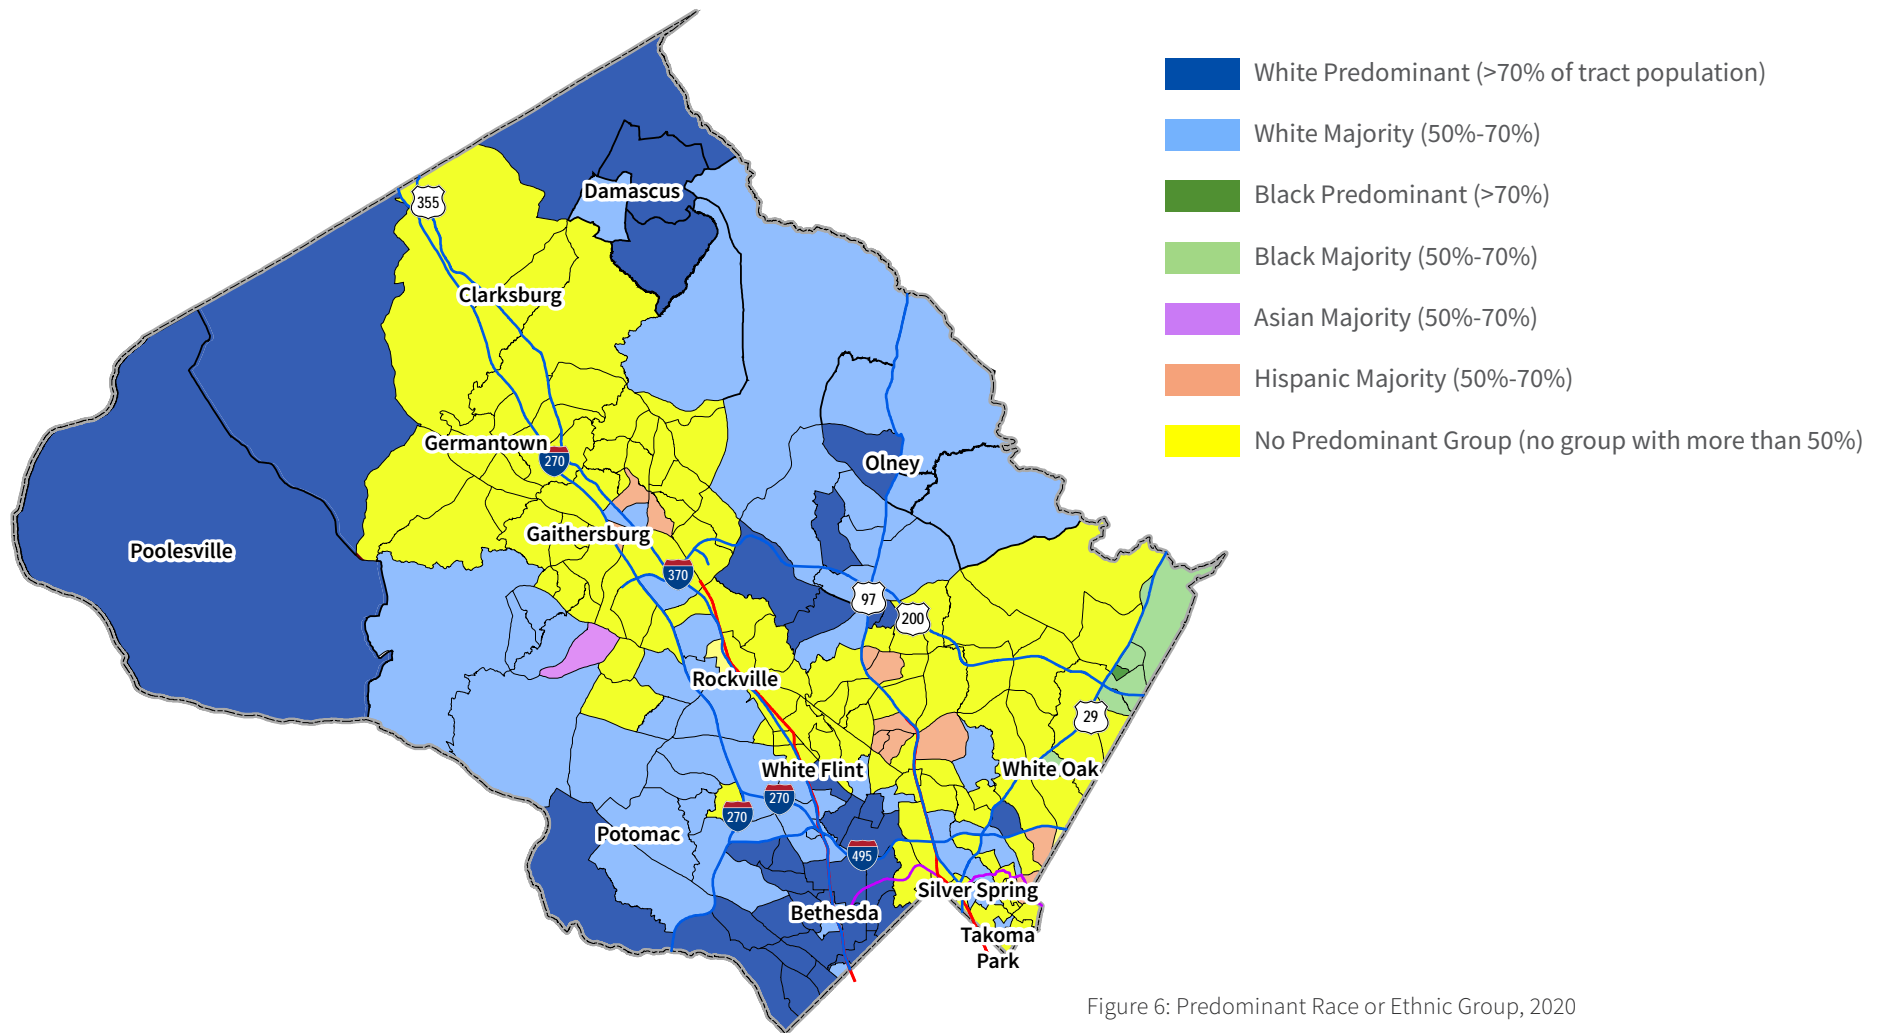 White Predominant (>70% of tract population)
White Majority (50%-70%)
Black Predominant (>70%)
Black Majority (50%-70%)
Asian Majority (50%-70%)
Hispanic Majority (50%-70%)
No Predominant Group (no group with more than 50%)
Damascus
355
Clarksburg
Germantown
270
Olney
Gaithersburg
Poolesville
370
97
200
Rockville
29
White Flint
White Oak
270
270
Potomac
495
Silver Spring
Bethesda
Takoma
Park
Figure 6: Predominant Race or Ethnic Group, 2020